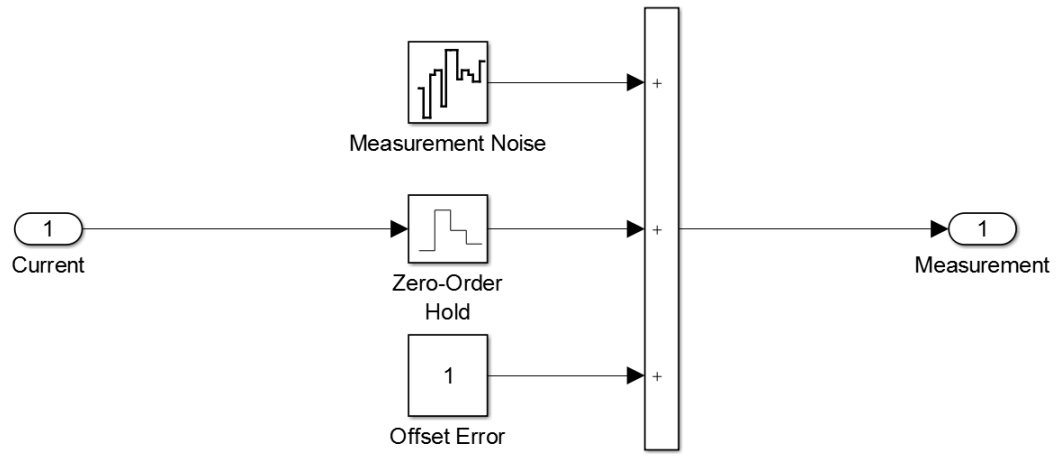 +
Measurement Noise
1
+
1
Current
Measurement
Zero-Order
Hold
1
+
Offset Error